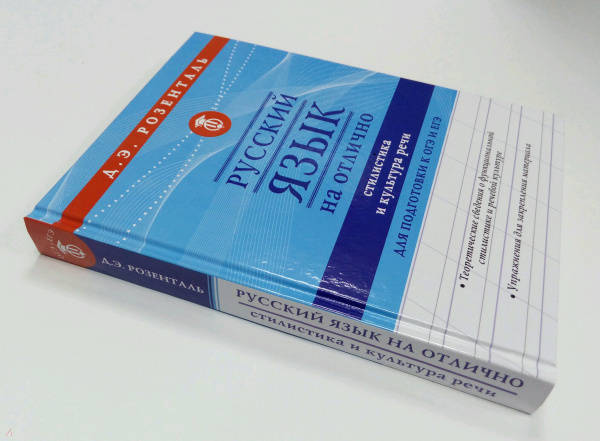 Д. Э. РОЗЕНТАЛЬ
РУССКИЙ
ЯЗЫК
НА ОТЛИЧНО
СТИЛИСТИКА
И КУЛЬТУРА РЕЧИ
ДЛЯ ПОДГОТОВКИ К ОГЭ И ЕГЭ
• Теоретические сведения о функциональной
стилистике и речевой культуре
• Упражнения для закрепления материала
Д.Э. РОЗЕНТАЛЬ
РУССКИЙ ЯЗЫК НА ОТЛИЧНО
СТИЛИСТИКА И КУЛЬТУРА РЕЧИ